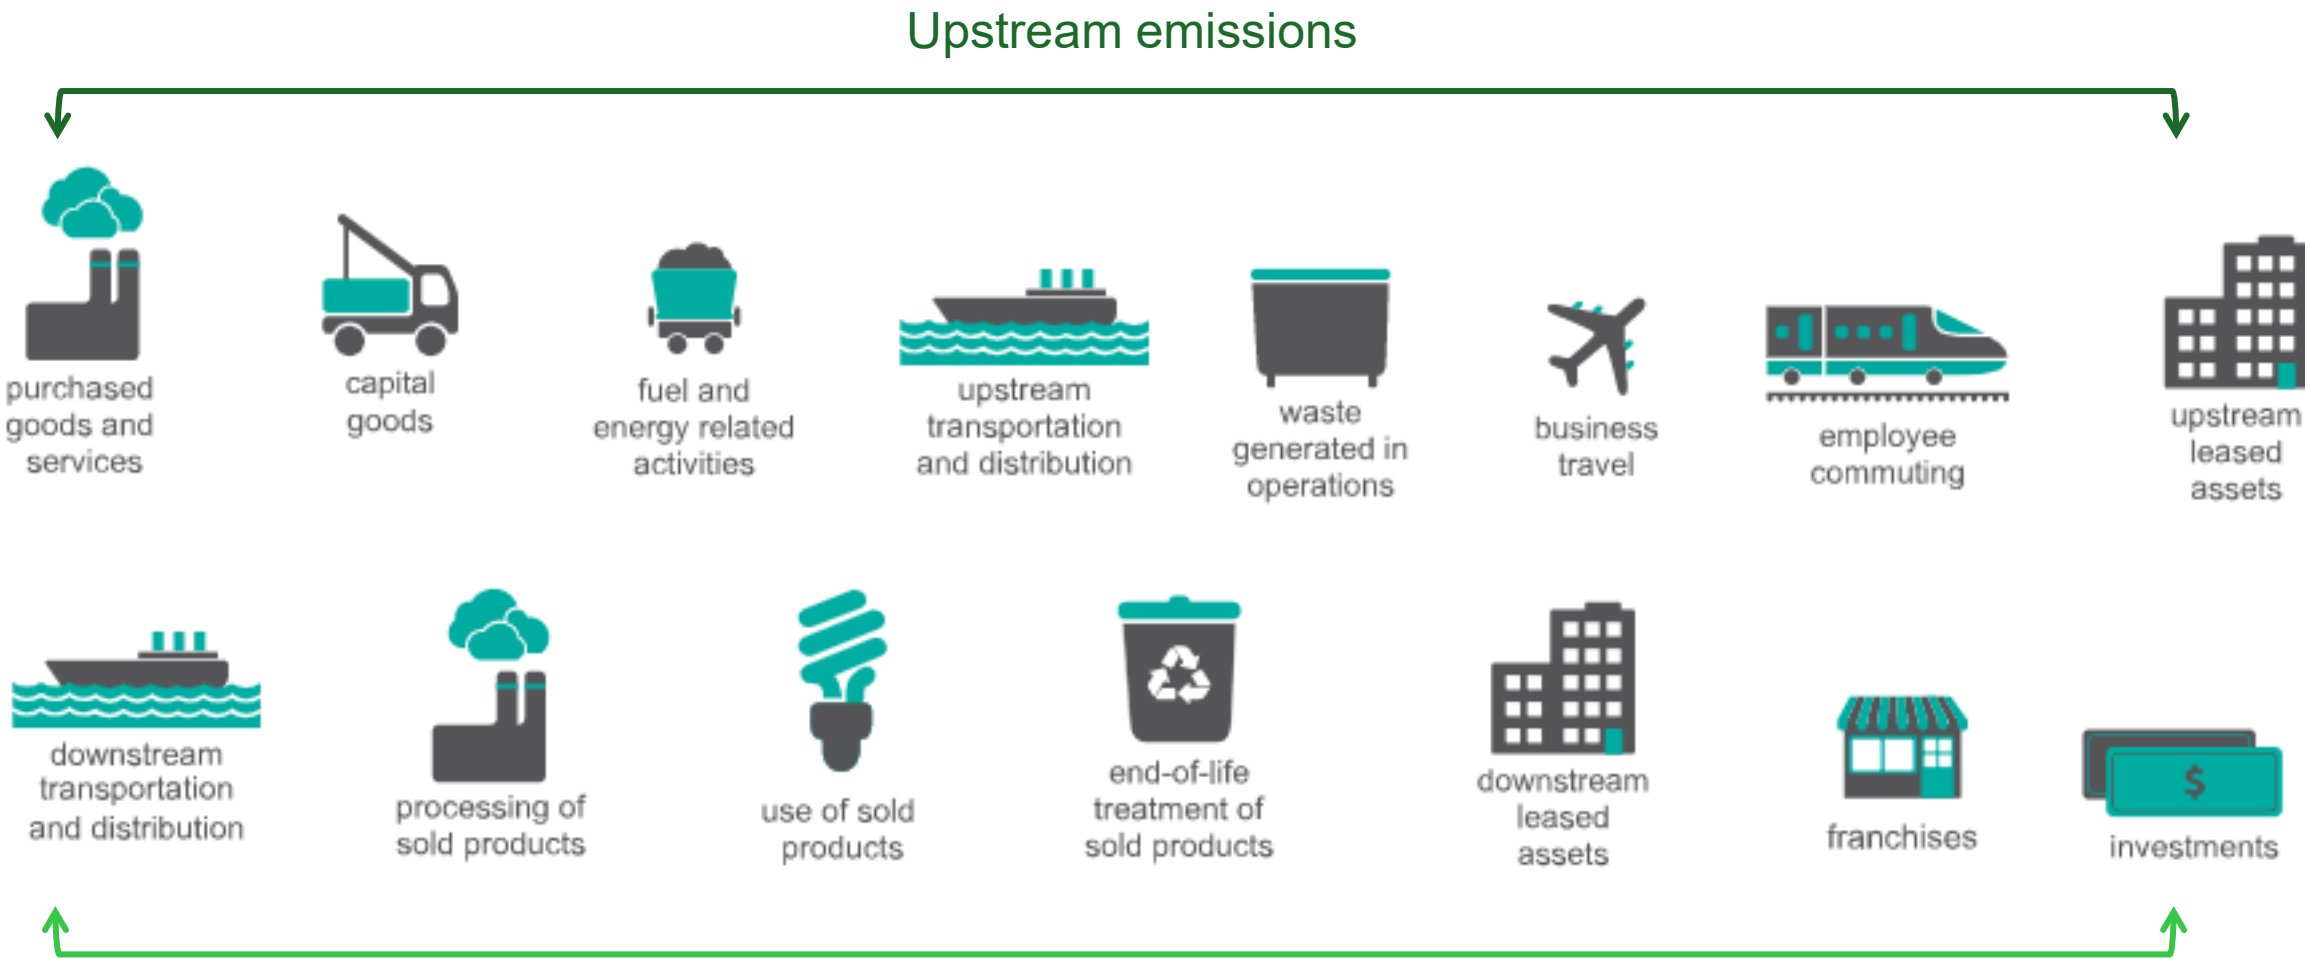 Upstream emissions
purchased
goods and
services
capital
goods
fuel and
energy related
activities
upstream
transportation
and distribution
waste
generated in
operations
business
travel
employee
commuting
upstream
leased
assets
downstream
transportation
and distribution
processing of
sold products
use of sold
products
end-of-life
treatment of
sold products
downstream
leased
assets
franchises
$
investments